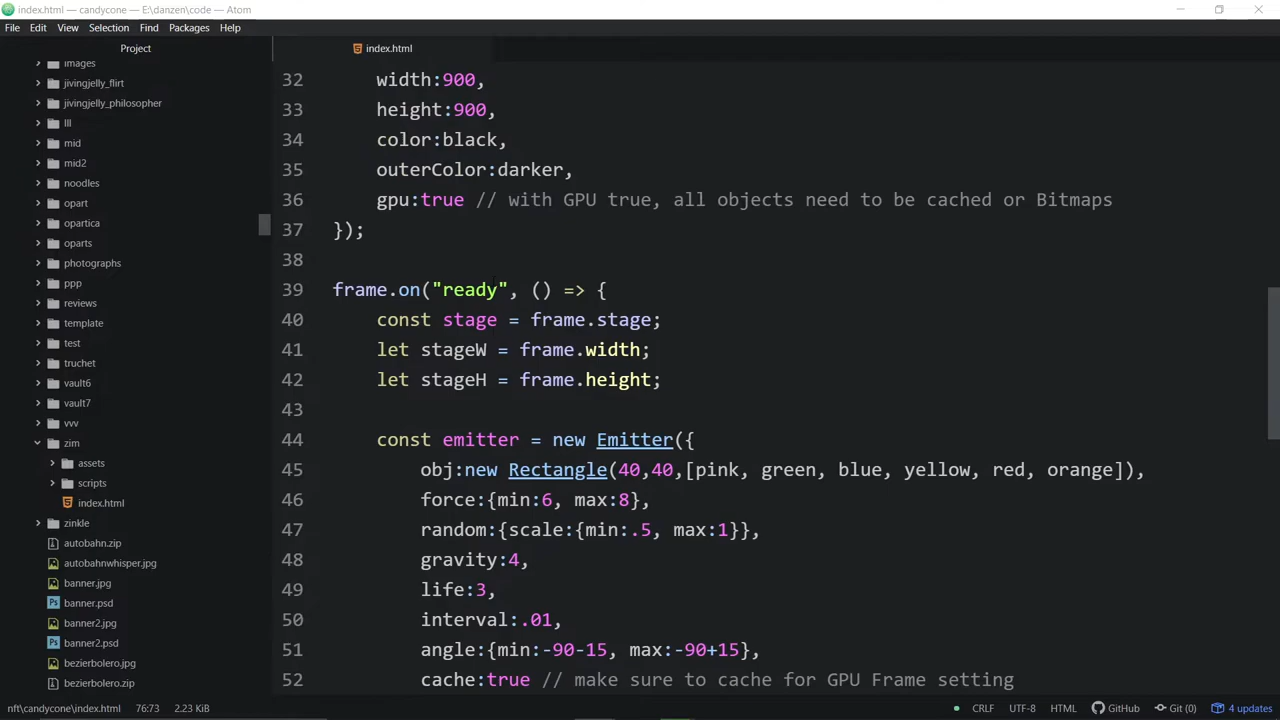 index.html — candycone — E:\danzen\code — Atom
File Edit View Selection Find Packages Help
Project
index.html
images
jivingjelly_flirt
jivingjelly_philosopher
lll
mid
mid2
noodles
opart
opartica
oparts
photographs
ppp
reviews
template
test
truchet
vault6
vault7
vvv
zim
assets
scripts
index.html
zinkle
autobahn.zip
autobahnwhisper.jpg
banner.jpg
banner.psd
banner2.jpg
banner2.psd
bezierbolero.jpg
bezierbolero.zip
32 width:900,
33 height:900,
34 color:black,
35 outerColor:darker,
36 gpu:true // with GPU true, all objects need to be cached or Bitmaps
37 });
38
39 frame.on("ready", () => {
40 const stage = frame.stage;
41 let stageW = frame.width;
42 let stageH = frame.height;
43
44 const emitter = new Emitter({
45 obj:new Rectangle(40,40,[pink, green, blue, yellow, red, orange]),
46 force:{min:6, max:8},
47 random:{scale:{min:.5, max:1}},
48 gravity:4,
49 life:3,
50 interval:.01,
51 angle:{min:-90-15, max:-90+15},
52 cache:true // make sure to cache for GPU Frame setting
nft\candycone\index.html 76:73 2.23 KiB CRLF UTF-8 HTML GitHub Git (0) 4 updates